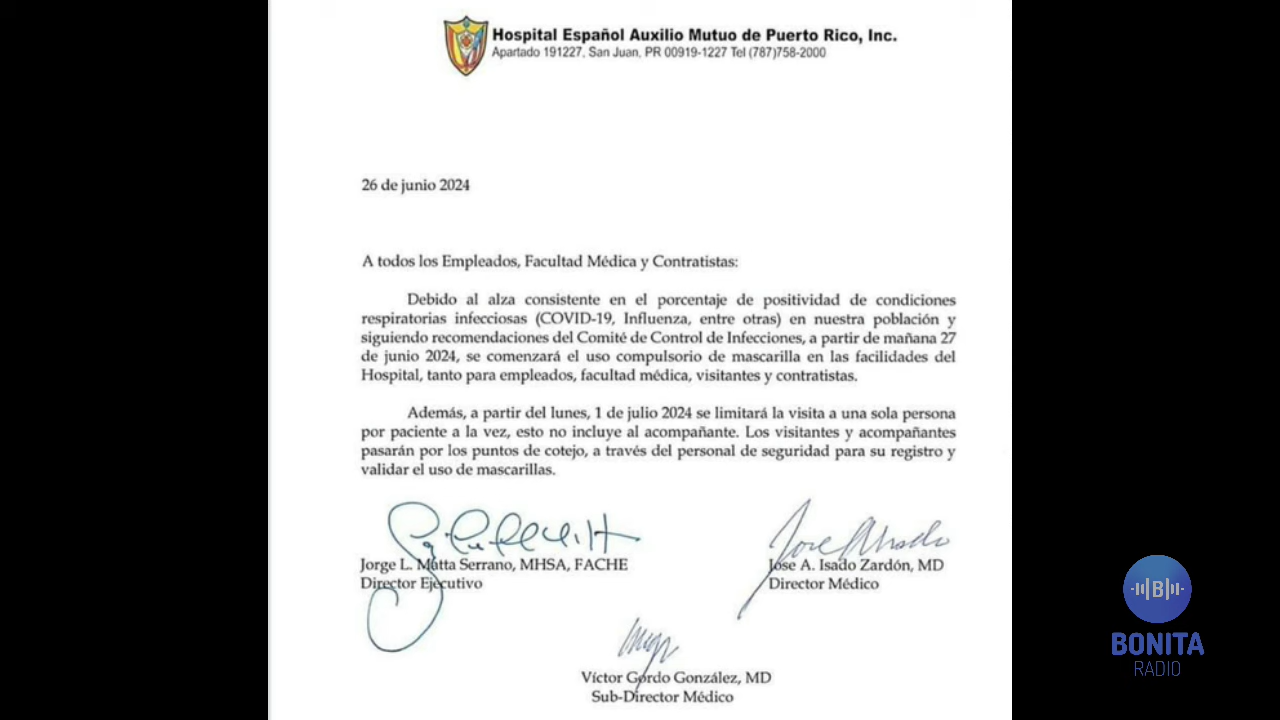 Hospital Español Auxilio Mutuo de Puerto Rico, Inc.
Apartado 191227, San Juan, PR 00919-1227 Tel (787)758-2000
26 de junio 2024
A todos los Empleados, Facultad Médica y Contratistas:
Debido al alza consistente en el porcentaje de positividad de condiciones
respiratorias infecciosas (COVID-19, Influenza, entre otras) en nuestra población y
siguiendo recomendaciones del Comité de Control de Infecciones, a partir de mañana 27
de junio 2024, se comenzará el uso compulsorio de mascarilla en las facilidades del
Hospital, tanto para empleados, facultad médica, visitantes y contratistas.
Además, a partir del lunes, 1 de julio 2024 se limitará la visita a una sola persona
por paciente a la vez, esto no incluye al acompañante. Los visitantes y acompañantes
pasarán por los puntos de cotejo, a través del personal de seguridad para su registro y
validar el uso de mascarillas.
Jorge L. Matta Serrano, MHSA, FACHE
Director Ejecutivo
Jose A. Isado Zardón, MD
Director Médico
Víctor Gordo González, MD
Sub-Director Médico
B
BONITA
RADIO